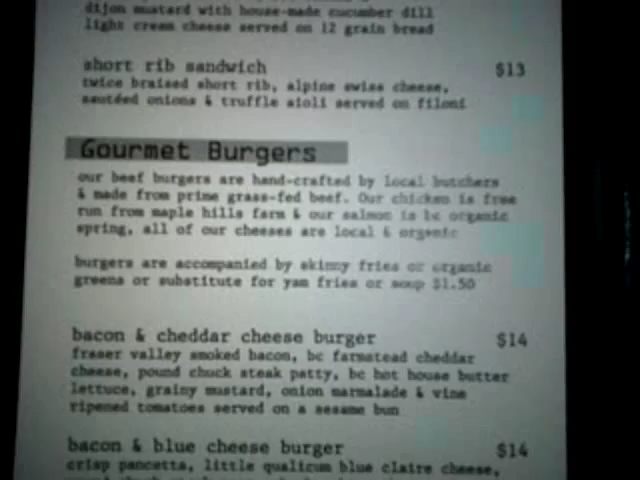 dijon mustard with house-made cucumber dill
light cream cheese served on 12 grain bread
short rib sandwich $13
twice braised short rib, alpine swiss cheese,
sautéed onions & truffle aioli served on filoni
Gourmet Burgers
our beef burgers are hand-crafted by local butchers
& made from prime grass-fed beef. Our chicken is free
run from maple hills farm & our salmon is bc organic
spring, all of our cheeses are local & organic
burgers are accompanied by skinny fries or organic
greens or substitute for yam fries or soup $1.50
bacon & cheddar cheese burger $14
fraser valley smoked bacon, bc farmstead cheddar
cheese, pound chuck steak patty, bc hot house butter
lettuce, grainy mustard, onion marmalade & vine
ripened tomatoes served on a sesame bun
bacon & blue cheese burger $14
crisp pancetta, little qualicum blue claire cheese,